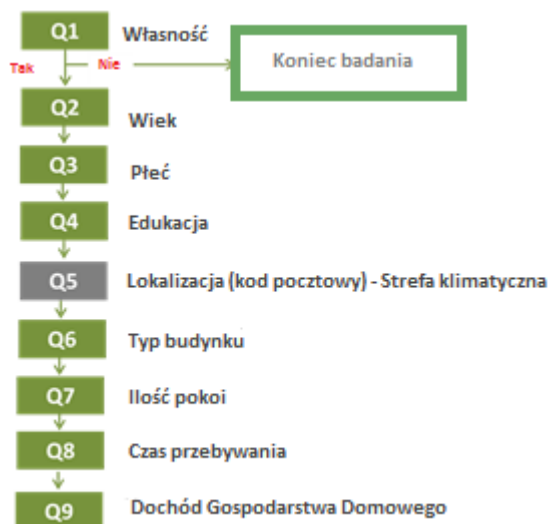 Q1 Własność
Tak Nie Koniec badania
Q2 Wiek
Q3 Płeć
Q4 Edukacja
Q5 Lokalizacja (kod pocztowy) - Strefa klimatyczna
Q6 Typ budynku
Q7 Ilość pokoi
Q8 Czas przebywania
Q9 Dochód Gospodarstwa Domowego